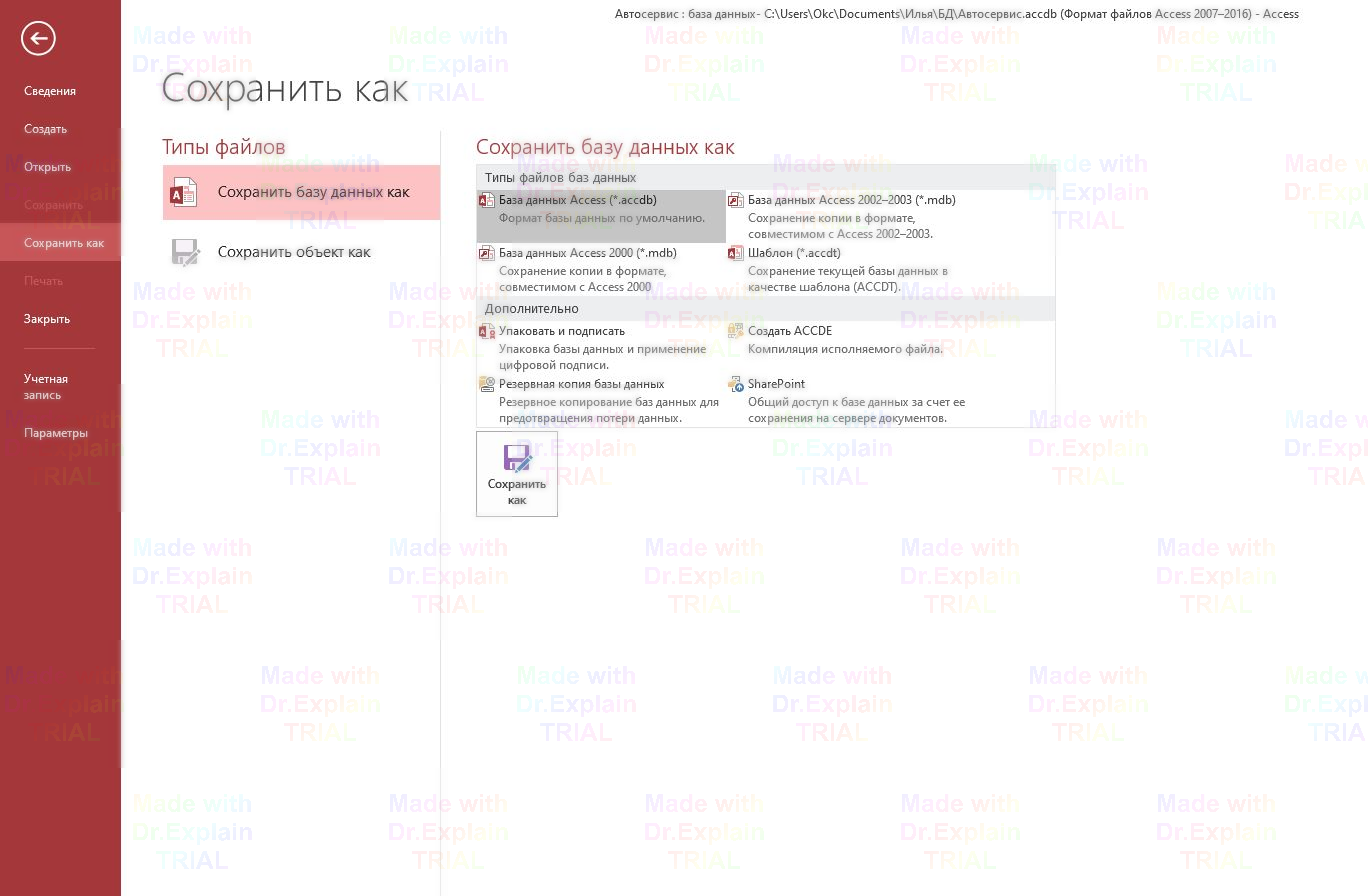 Автосервис : база данных- C:\Users\Okc\Documents\Илья\БД\Автосервис.accdb (Формат файлов Access 2007–2016) - Access
Сведения
Создать
Открыть
Сохранить
Сохранить как
Печать
Закрыть
Учетная
запись
Параметры
Сохранить как
Типы файлов
Сохранить базу данных как
Сохранить объект как
Сохранить базу данных как
Типы файлов баз данных
База данных Access (*.accdb)
Формат базы данных по умолчанию.
База данных Access 2002–2003 (*.mdb)
Сохранение копии в формате,
совместимом с Access 2002–2003.
База данных Access 2000 (*.mdb)
Сохранение копии в формате,
совместимом с Access 2000
Шаблон (*.accdt)
Сохранение текущей базы данных в
качестве шаблона (ACCDT).
Дополнительно
Упаковать и подписать
Упаковка базы данных и применение
цифровой подписи.
Создать ACCDE
Компиляция исполняемого файла.
Резервная копия базы данных
Резервное копирование баз данных для
предотвращения потери данных.
SharePoint
Общий доступ к базе данных за счет ее
сохранения на сервере документов.
Сохранить
как
Made with
Dr.Explain
TRIAL